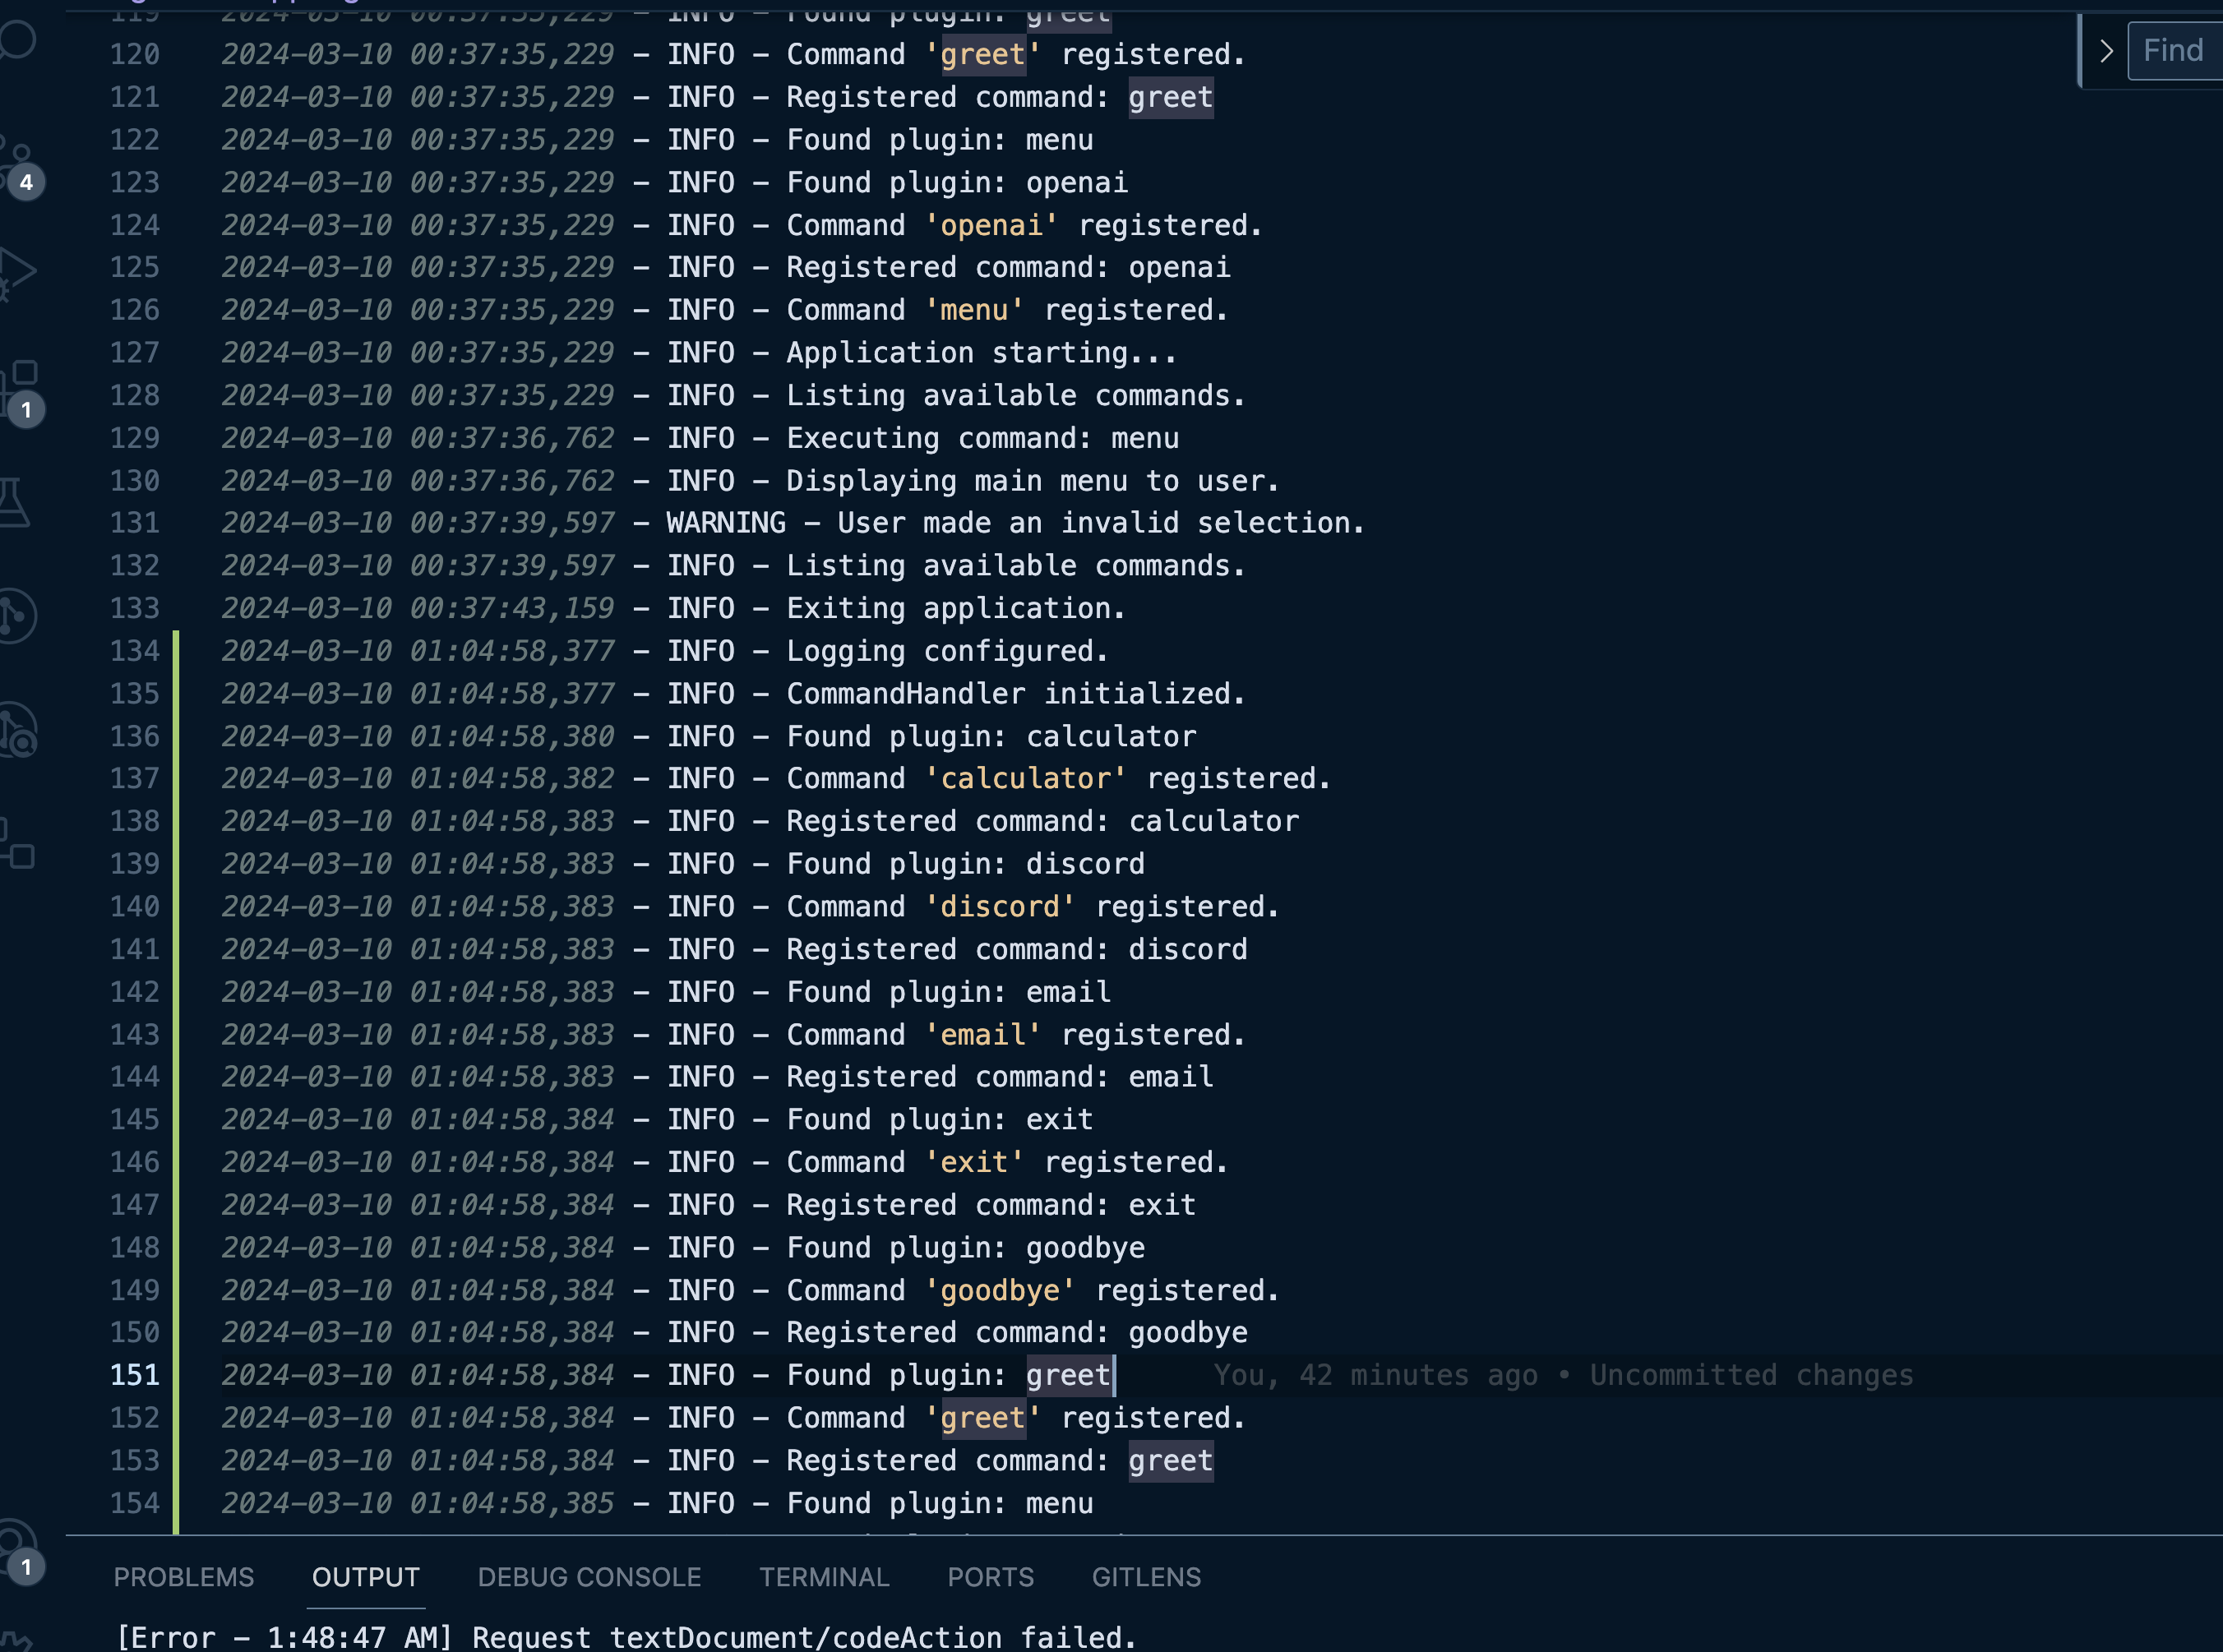 119 2024-03-10 00:37:35,229 - INFO - Found plugin: greet
120 2024-03-10 00:37:35,229 - INFO - Command 'greet' registered.
Find
121 2024-03-10 00:37:35,229 - INFO - Registered command: greet
122 2024-03-10 00:37:35,229 - INFO - Found plugin: menu
123 2024-03-10 00:37:35,229 - INFO - Found plugin: openai
4
124 2024-03-10 00:37:35,229 - INFO - Command 'openai' registered.
125 2024-03-10 00:37:35,229 - INFO - Registered command: openai
126 2024-03-10 00:37:35,229 - INFO - Command 'menu' registered.
127 2024-03-10 00:37:35,229 - INFO - Application starting...
128 2024-03-10 00:37:35,229 - INFO - Listing available commands.
1
129 2024-03-10 00:37:36,762 - INFO - Executing command: menu
130 2024-03-10 00:37:36,762 - INFO - Displaying main menu to user.
131 2024-03-10 00:37:39,597 - WARNING - User made an invalid selection.
132 2024-03-10 00:37:39,597 - INFO - Listing available commands.
133 2024-03-10 00:37:43,159 - INFO - Exiting application.
134 2024-03-10 01:04:58,377 - INFO - Logging configured.
135 2024-03-10 01:04:58,377 - INFO - CommandHandler initialized.
136 2024-03-10 01:04:58,380 - INFO - Found plugin: calculator
137 2024-03-10 01:04:58,382 - INFO - Command 'calculator' registered.
138 2024-03-10 01:04:58,383 - INFO - Registered command: calculator
139 2024-03-10 01:04:58,383 - INFO - Found plugin: discord
140 2024-03-10 01:04:58,383 - INFO - Command 'discord' registered.
141 2024-03-10 01:04:58,383 - INFO - Registered command: discord
142 2024-03-10 01:04:58,383 - INFO - Found plugin: email
143 2024-03-10 01:04:58,383 - INFO - Command 'email' registered.
144 2024-03-10 01:04:58,383 - INFO - Registered command: email
145 2024-03-10 01:04:58,384 - INFO - Found plugin: exit
146 2024-03-10 01:04:58,384 - INFO - Command 'exit' registered.
147 2024-03-10 01:04:58,384 - INFO - Registered command: exit
148 2024-03-10 01:04:58,384 - INFO - Found plugin: goodbye
149 2024-03-10 01:04:58,384 - INFO - Command 'goodbye' registered.
150 2024-03-10 01:04:58,384 - INFO - Registered command: goodbye
151 2024-03-10 01:04:58,384 - INFO - Found plugin: greet You, 42 minutes ago • Uncommitted changes
152 2024-03-10 01:04:58,384 - INFO - Command 'greet' registered.
153 2024-03-10 01:04:58,384 - INFO - Registered command: greet
154 2024-03-10 01:04:58,385 - INFO - Found plugin: menu
1
PROBLEMS OUTPUT DEBUG CONSOLE TERMINAL PORTS GITLENS
[Error - 1:48:47 AM] Request textDocument/codeAction failed.